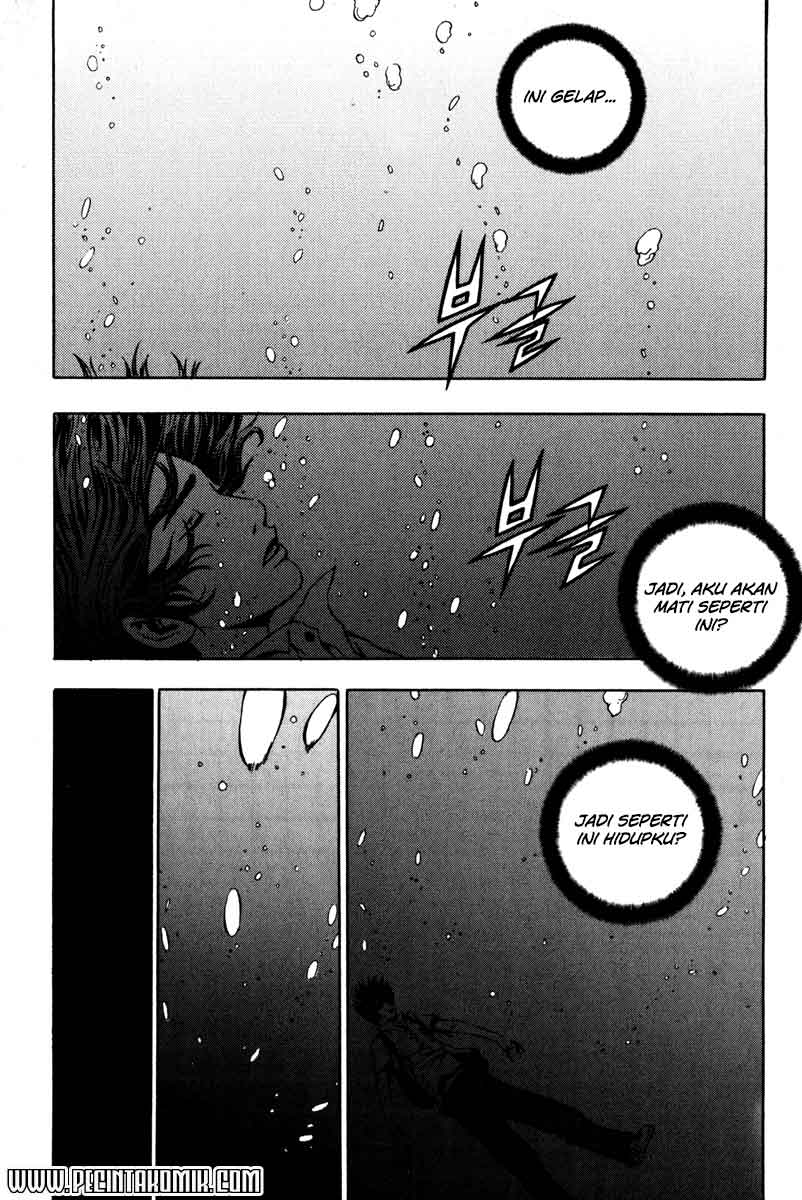 INI GELAP...
부글
부글
JADI, AKU AKAN
MATI SEPERTI
INI?
JADI SEPERTI
INI HIDUPKU?
WWW.PECINTAKOMIK.COM